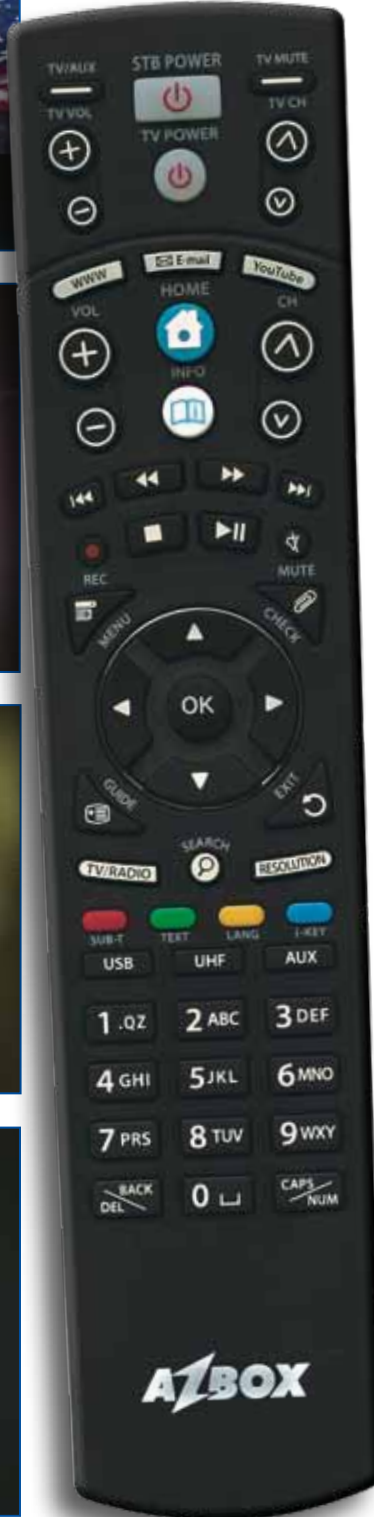 TV/AUX STB POWER TV MUTE
TV VOL TV CH
TV POWER
WWW E-mail YouTube
VOL HOME CH
INFO
REC MUTE
MENU CHECK
OK
GUIDE EXIT
SEARCH
TV/RADIO RESOLUTION
SUB-T TEXT LANG I-KEY
USB UHF AUX
1 .QZ 2 ABC 3 DEF
4 GHI 5 JKL 6 MNO
7 PRS 8 TUV 9 WXY
BACK DEL 0 CAPS NUM
AZBOX